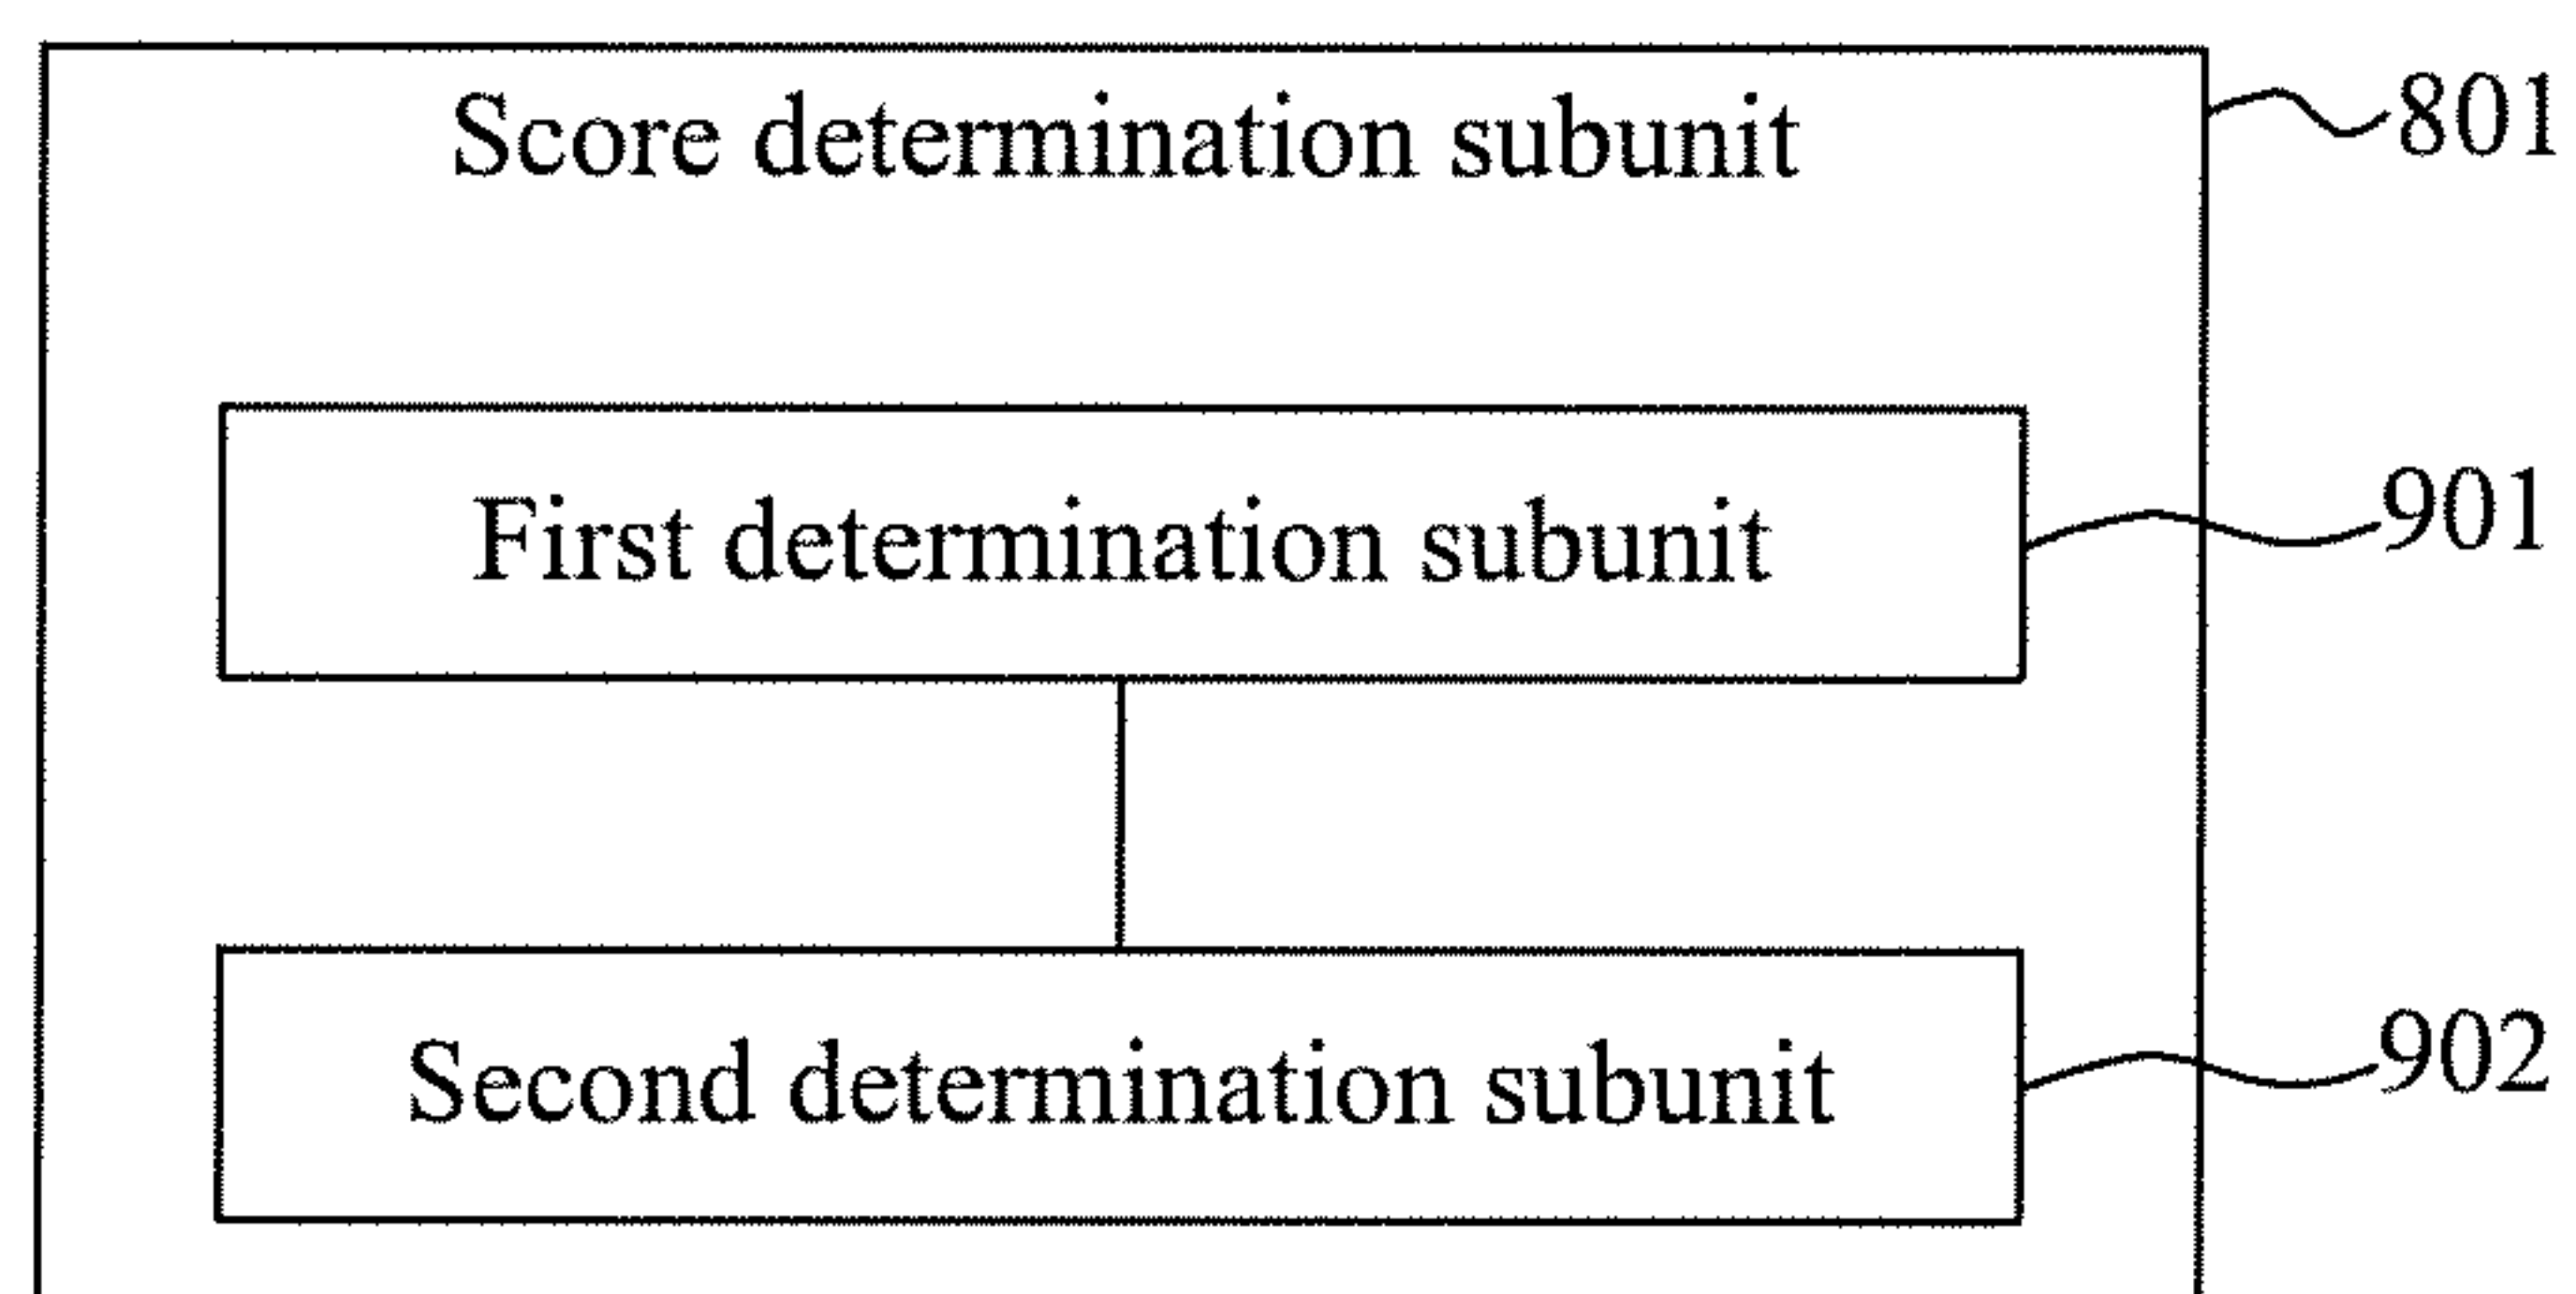 Score determination subunit
801
First determination subunit
901
Second determination subunit
902